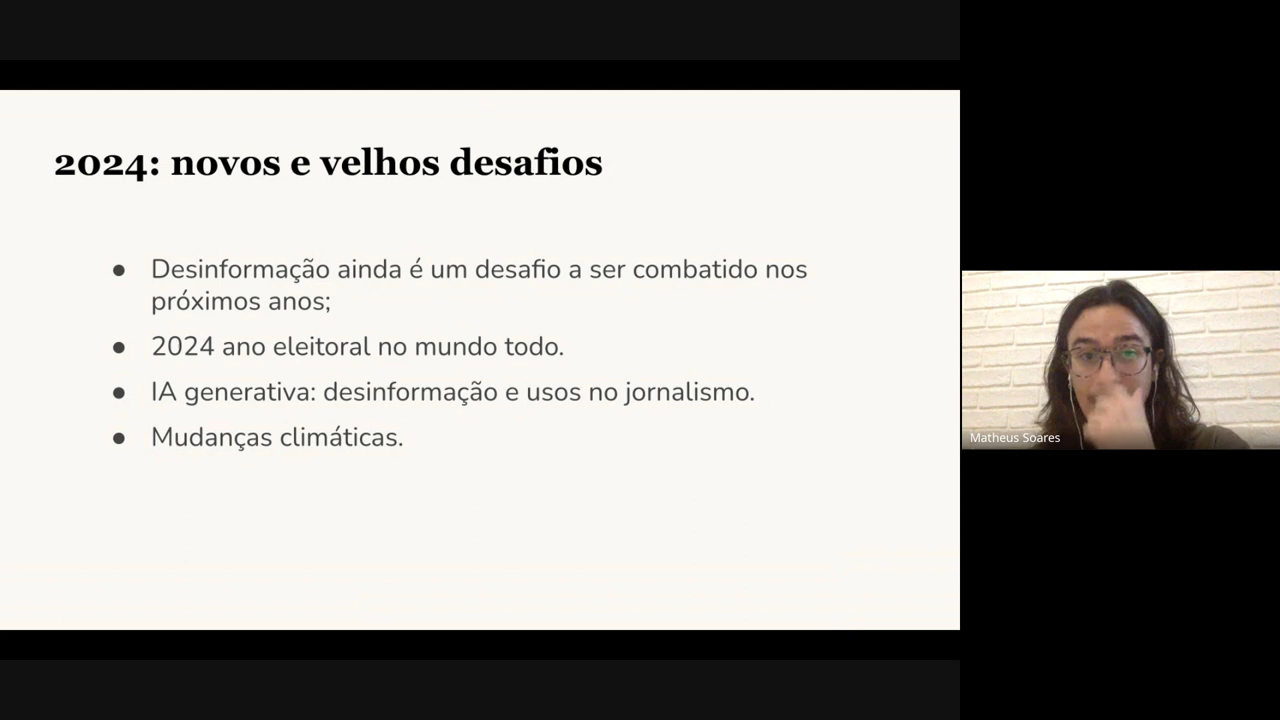 2024: novos e velhos desafios
● Desinformação ainda é um desafio a ser combatido nos
próximos anos;
● 2024 ano eleitoral no mundo todo.
● IA generativa: desinformação e usos no jornalismo.
● Mudanças climáticas.
Matheus Soares